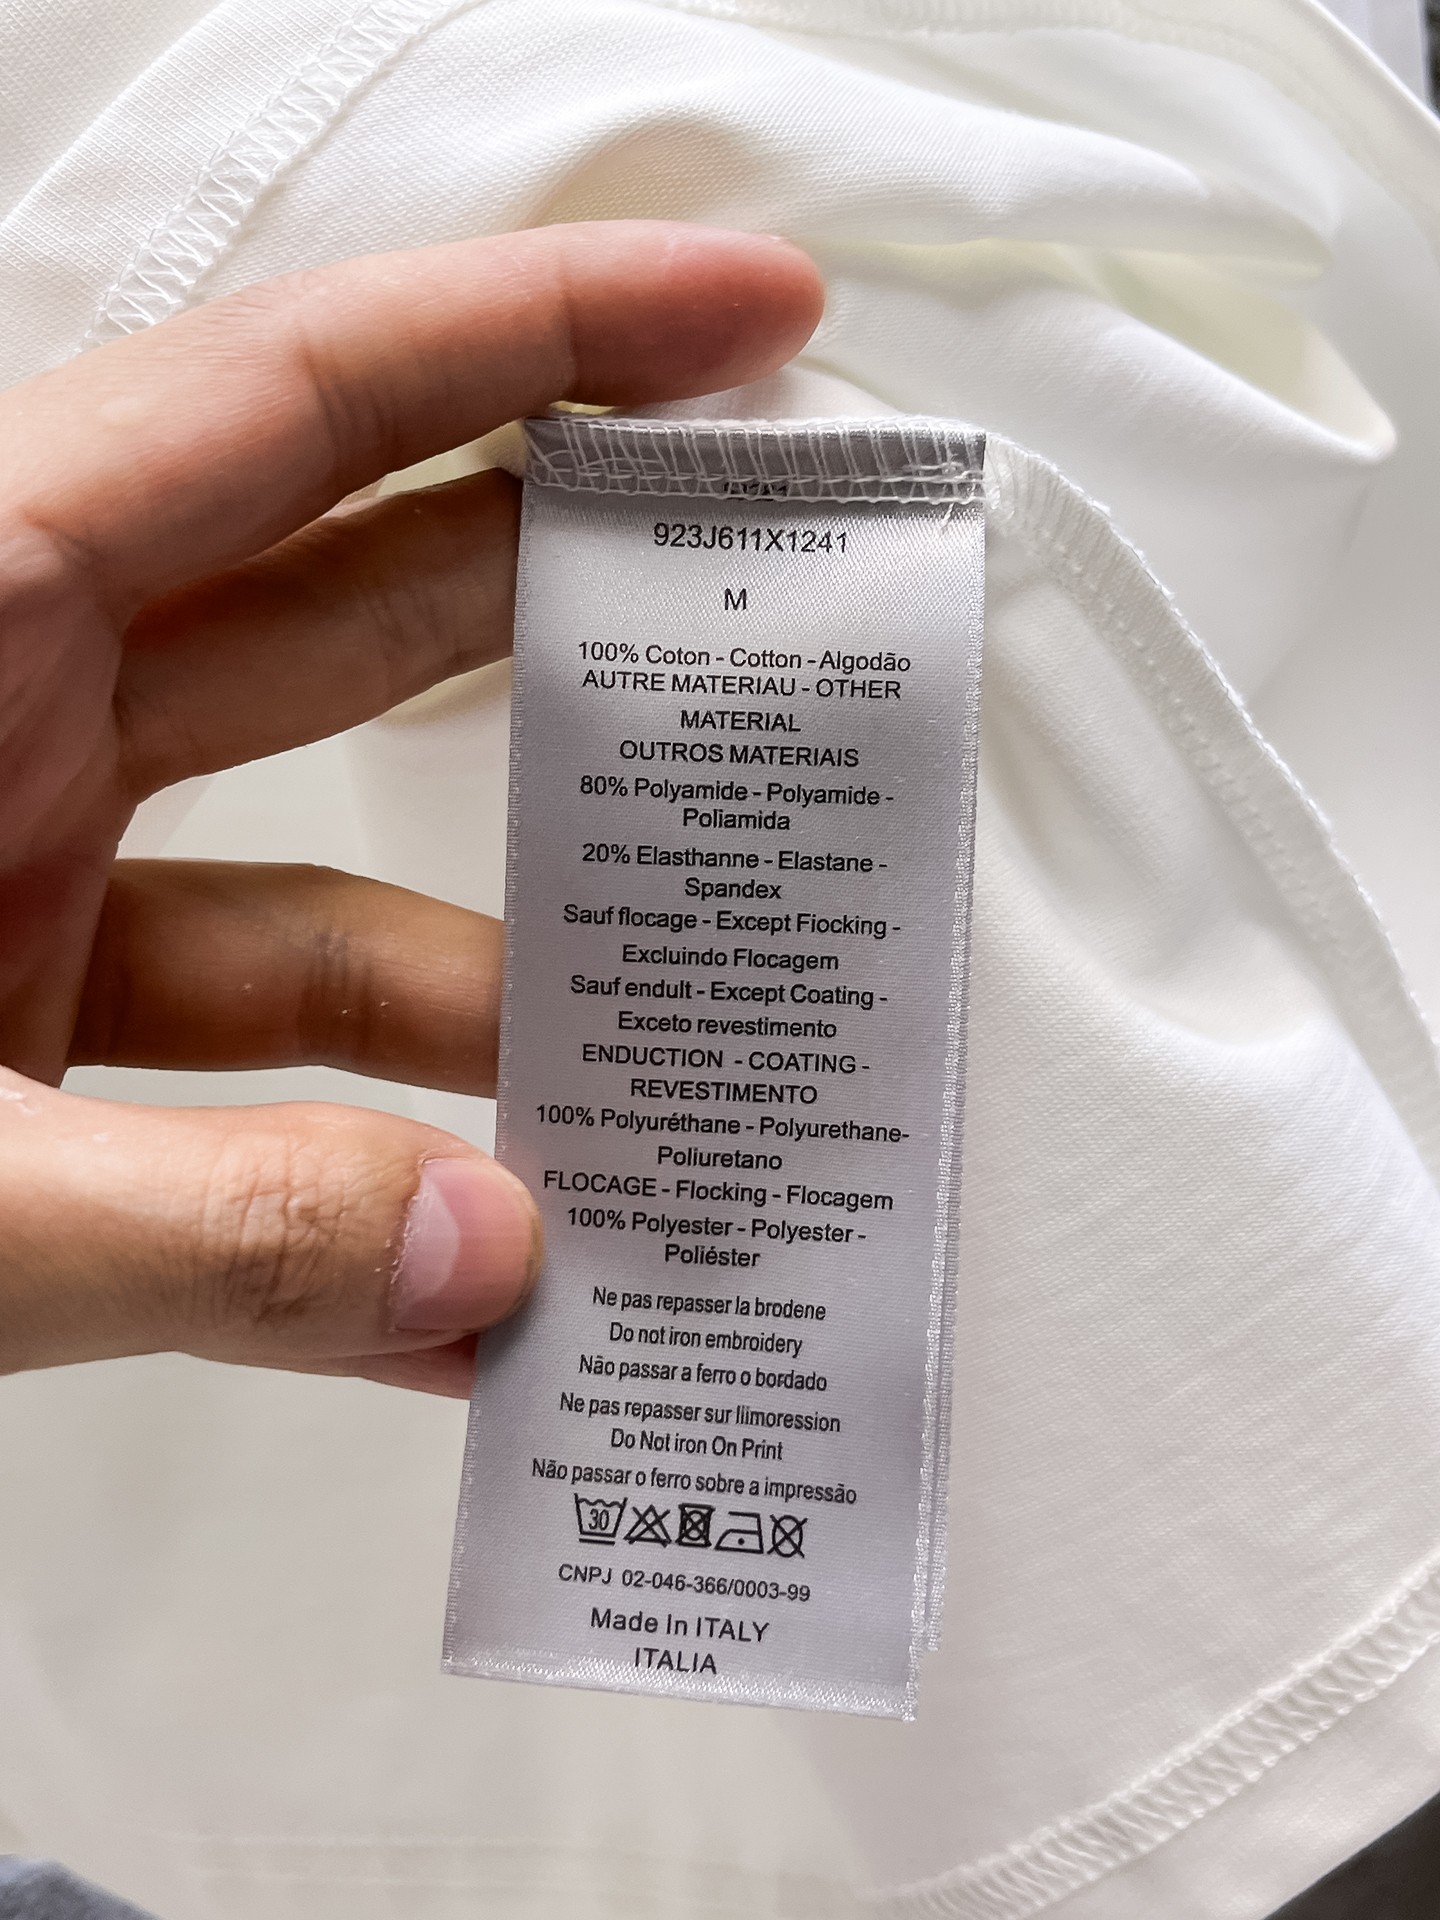 923J611X1241
M
100% Coton - Cotton - Algodão
AUTRE MATERIAU - OTHER
MATERIAL
OUTROS MATERIAIS
80% Polyamide - Polyamide -
Poliamida
20% Elasthanne - Elastane -
Spandex
Sauf flocage - Except Fiocking -
Excluindo Flocagem
Sauf endult - Except Coating -
Exceto revestimento
ENDUCTION - COATING -
REVESTIMENTO
100% Polyuréthane - Polyurethane-
Poliuretano
FLOCAGE - Flocking - Flocagem
100% Polyester - Polyester -
Poliéster
Ne pas repasser la brodene
Do not iron embroidery
Não passar a ferro o bordado
Ne pas repasser sur llimoression
Do Not iron On Print
Não passar o ferro sobre a impressão
30
CNPJ 02-046-366/0003-99
Made In ITALY
ITALIA